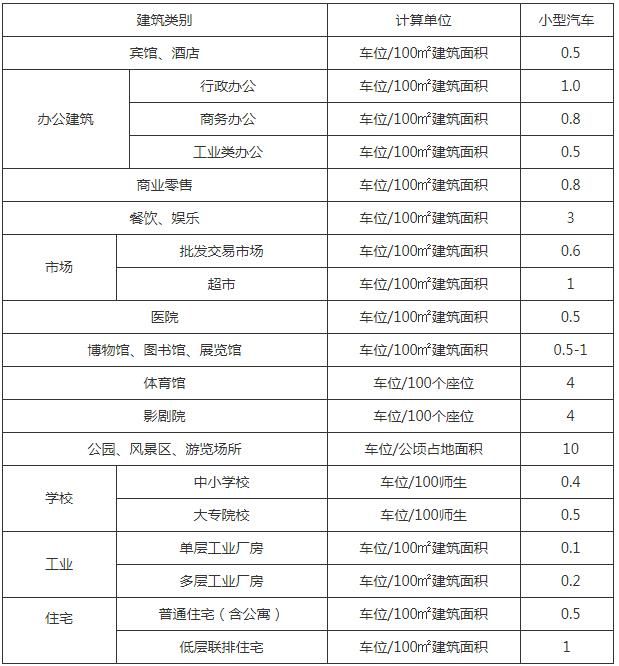 建筑类别 计算单位 小型汽车
宾馆、酒店 车位/100㎡建筑面积 0.5
办公建筑 行政办公 车位/100㎡建筑面积 1.0
商务办公 车位/100㎡建筑面积 0.8
工业类办公 车位/100㎡建筑面积 0.5
商业零售 车位/100㎡建筑面积 0.8
餐饮、娱乐 车位/100㎡建筑面积 3
市场 批发交易市场 车位/100㎡建筑面积 0.6
超市 车位/100㎡建筑面积 1
医院 车位/100㎡建筑面积 0.5
博物馆、图书馆、展览馆 车位/100㎡建筑面积 0.5-1
体育馆 车位/100个座位 4
影剧院 车位/100个座位 4
公园、风景区、游览场所 车位/公顷占地面积 10
学校 中小学校 车位/100师生 0.4
大专院校 车位/100师生 0.5
工业 单层工业厂房 车位/100㎡建筑面积 0.1
多层工业厂房 车位/100㎡建筑面积 0.2
住宅 普通住宅（含公寓） 车位/100㎡建筑面积 0.5
低层联排住宅 车位/100㎡建筑面积 1